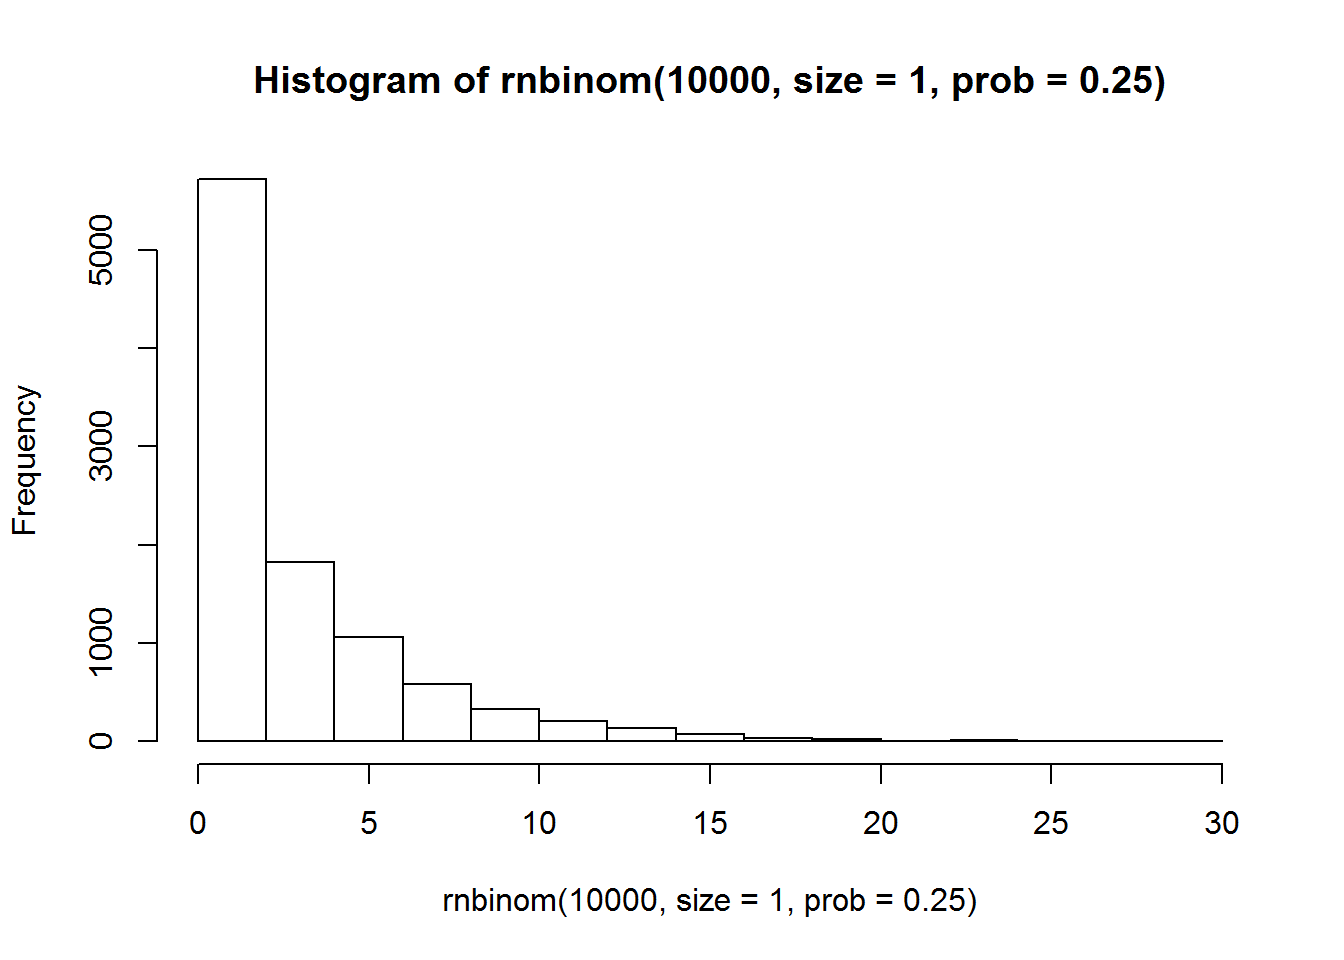 Histogram of rnbinom(10000, size = 1, prob = 0.25)
Frequency
5000
3000
1000
0
0 5 10 15 20 25 30
rnbinom(10000, size = 1, prob = 0.25)